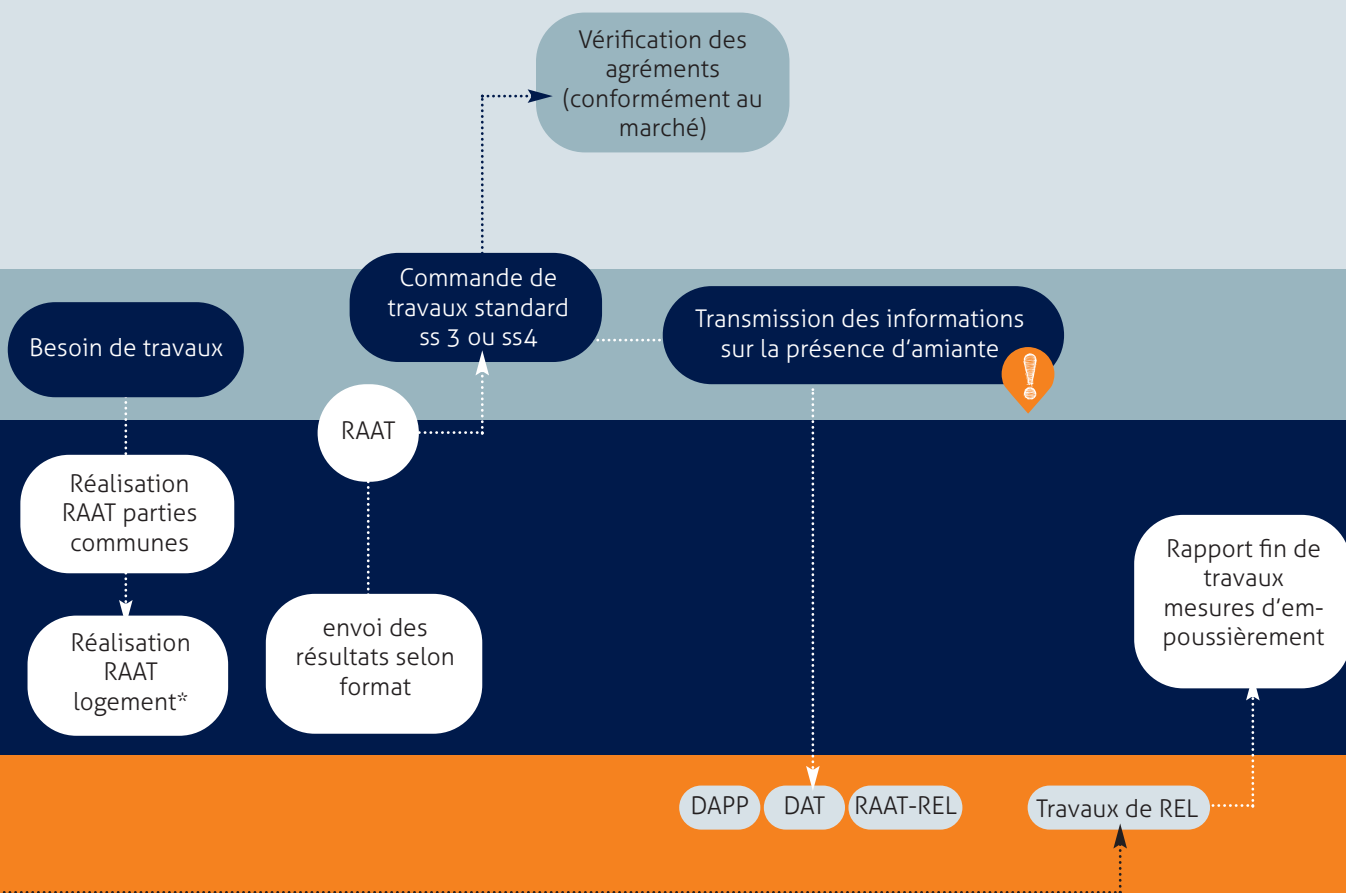 Vérification des
agréments
(conformément au
marché)
Commande de
travaux standard
ss 3 ou ss4
Transmission des informations
sur la présence d'amiante
Besoin de travaux
RAAT
Réalisation
RAAT parties
communes
Réalisation
RAAT
logement*
envoi des
résultats selon
format
Rapport fin de
travaux
mesures d'em-
poussièrement
DAPP
DAT
RAAT-REL
Travaux de REL